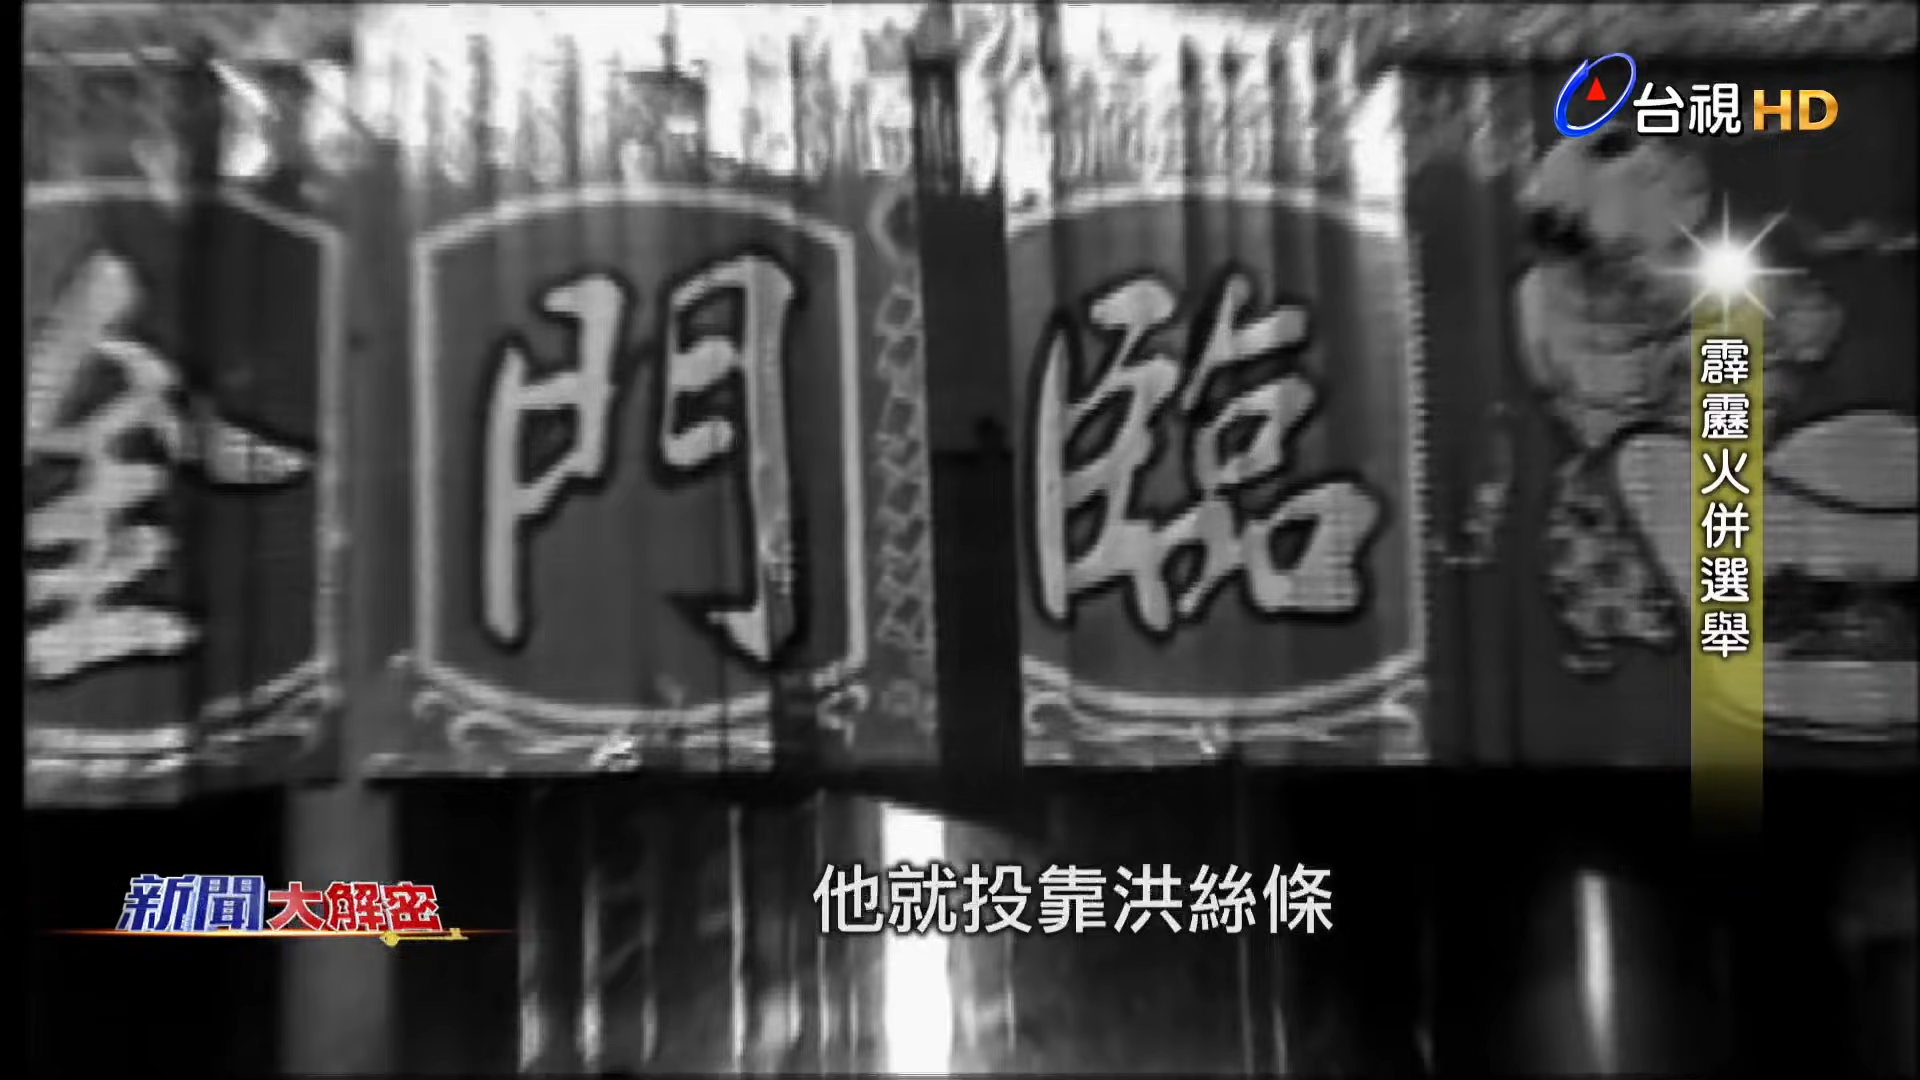 台視HD
金 門 臨
霹靂火併選舉
他就投靠洪絲條
新聞大解密